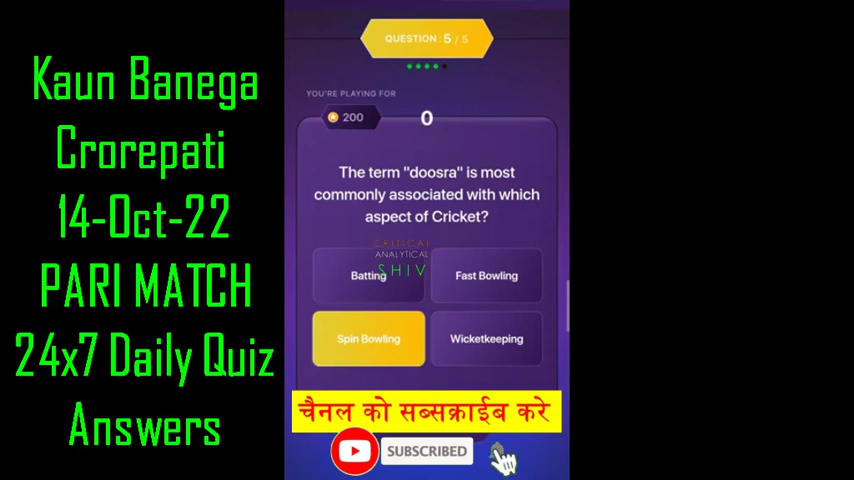 Kaun Banega
Crorepati
14-Oct-22
PARI MATCH
24x7 Daily Quiz
Answers
QUESTION : 5 / 5
YOU'RE PLAYING FOR
200
0
The term "doosra" is most
commonly associated with which
aspect of Cricket?
CRITICAL
ANALYTICAL
SHIV
Batting
Fast Bowling
Spin Bowling
Wicketkeeping
चैनल को सब्सक्राईब करे
SUBSCRIBED